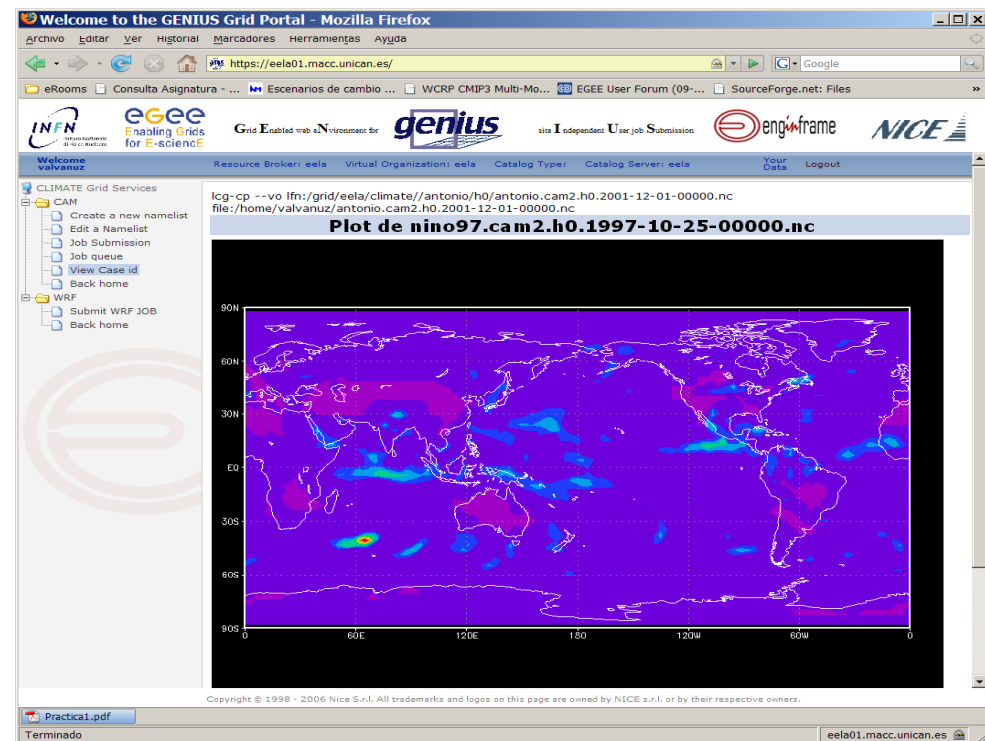 Welcome to the GENIUS Grid Portal - Mozilla Firefox
Archivo Editar Ver Historial Marcadores Herramientas Ayuda
https://eela01.macc.unican.es/
Google
eRooms Consulta Asignatura - ... Escenarios de cambio ... WCRP CMIP3 Multi-Mo... EGEE User Forum (09-... SourceForge.net: Files »
INFN
Istituto Nazionale
di Fisica Nucleare
egee
Enabling Grids
for E-sciencE
Grid Enabled web eNvironment for
genius
site Independent User job Submission
enginframe
NICE
Welcome
valvanuz
Resource Broker: eela Virtual Organization: eela Catalog Type: Catalog Server: eela Your Data Logout
CLIMATE Grid Services
CAM
Create a new namelist
Edit a Namelist
Job Submission
Job queue
View Case id
Back home
WRF
Submit WRF JOB
Back home
lcg-cp --vo lfn:/grid/eela/climate//antonio/h0/antonio.cam2.h0.2001-12-01-00000.nc
file:/home/valvanuz/antonio.cam2.h0.2001-12-01-00000.nc
Plot de nino97.cam2.h0.1997-10-25-00000.nc
90N
60N
30N
EQ
30S
60S
90S
0 60E 120E 180 120W 60W 0
Copyright © 1998 - 2006 Nice S.r.l. All trademarks and logos on this page are owned by NICE s.r.l. or by their respective owners.
Practica1.pdf
Terminado
eela01.macc.unican.es